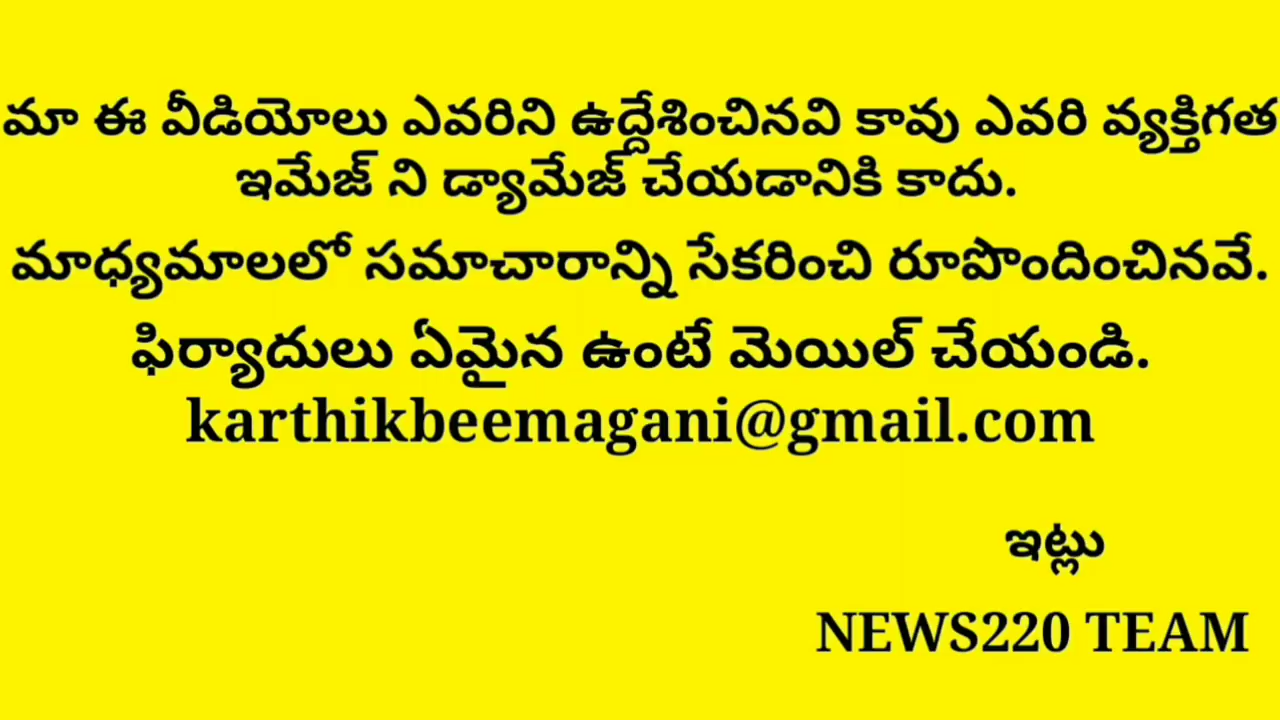 మా ఈ వీడియోలు ఎవరిని ఉద్దేశించినవి కావు ఎవరి వ్యక్తిగత
ఇమేజ్ ని డ్యామేజ్ చేయడానికి కాదు.
మాధ్యమాలలో సమాచారాన్ని సేకరించి రూపొందించినవే.
ఫిర్యాదులు ఏమైన ఉంటే మెయిల్ చేయండి.
karthikbeemagani@gmail.com
ఇట్లు
NEWS220 TEAM